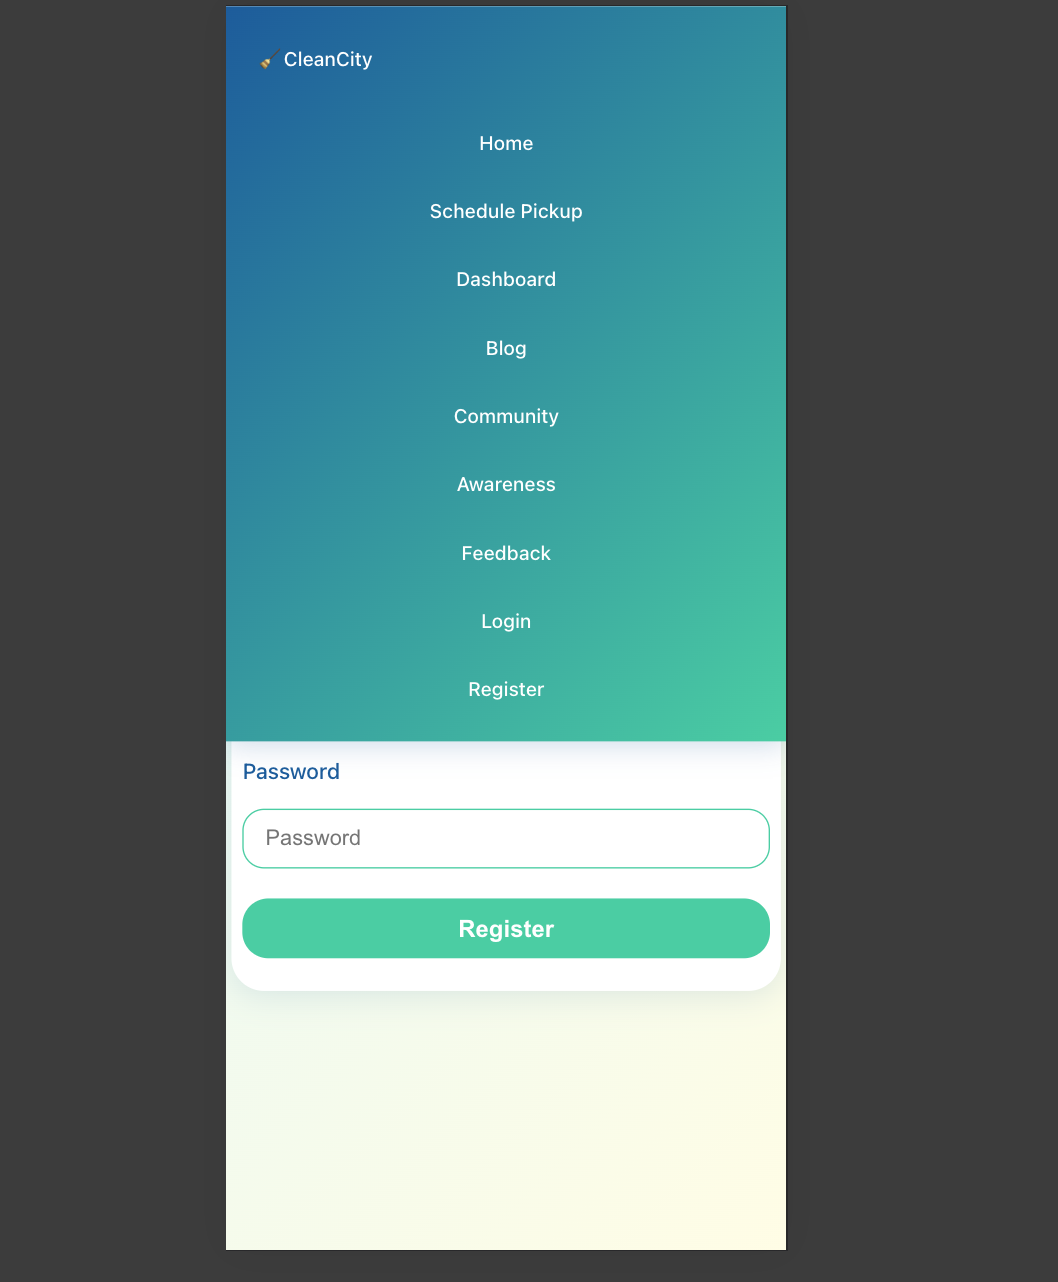 CleanCity
Home
Schedule Pickup
Dashboard
Blog
Community
Awareness
Feedback
Login
Register
Password
Password
Register